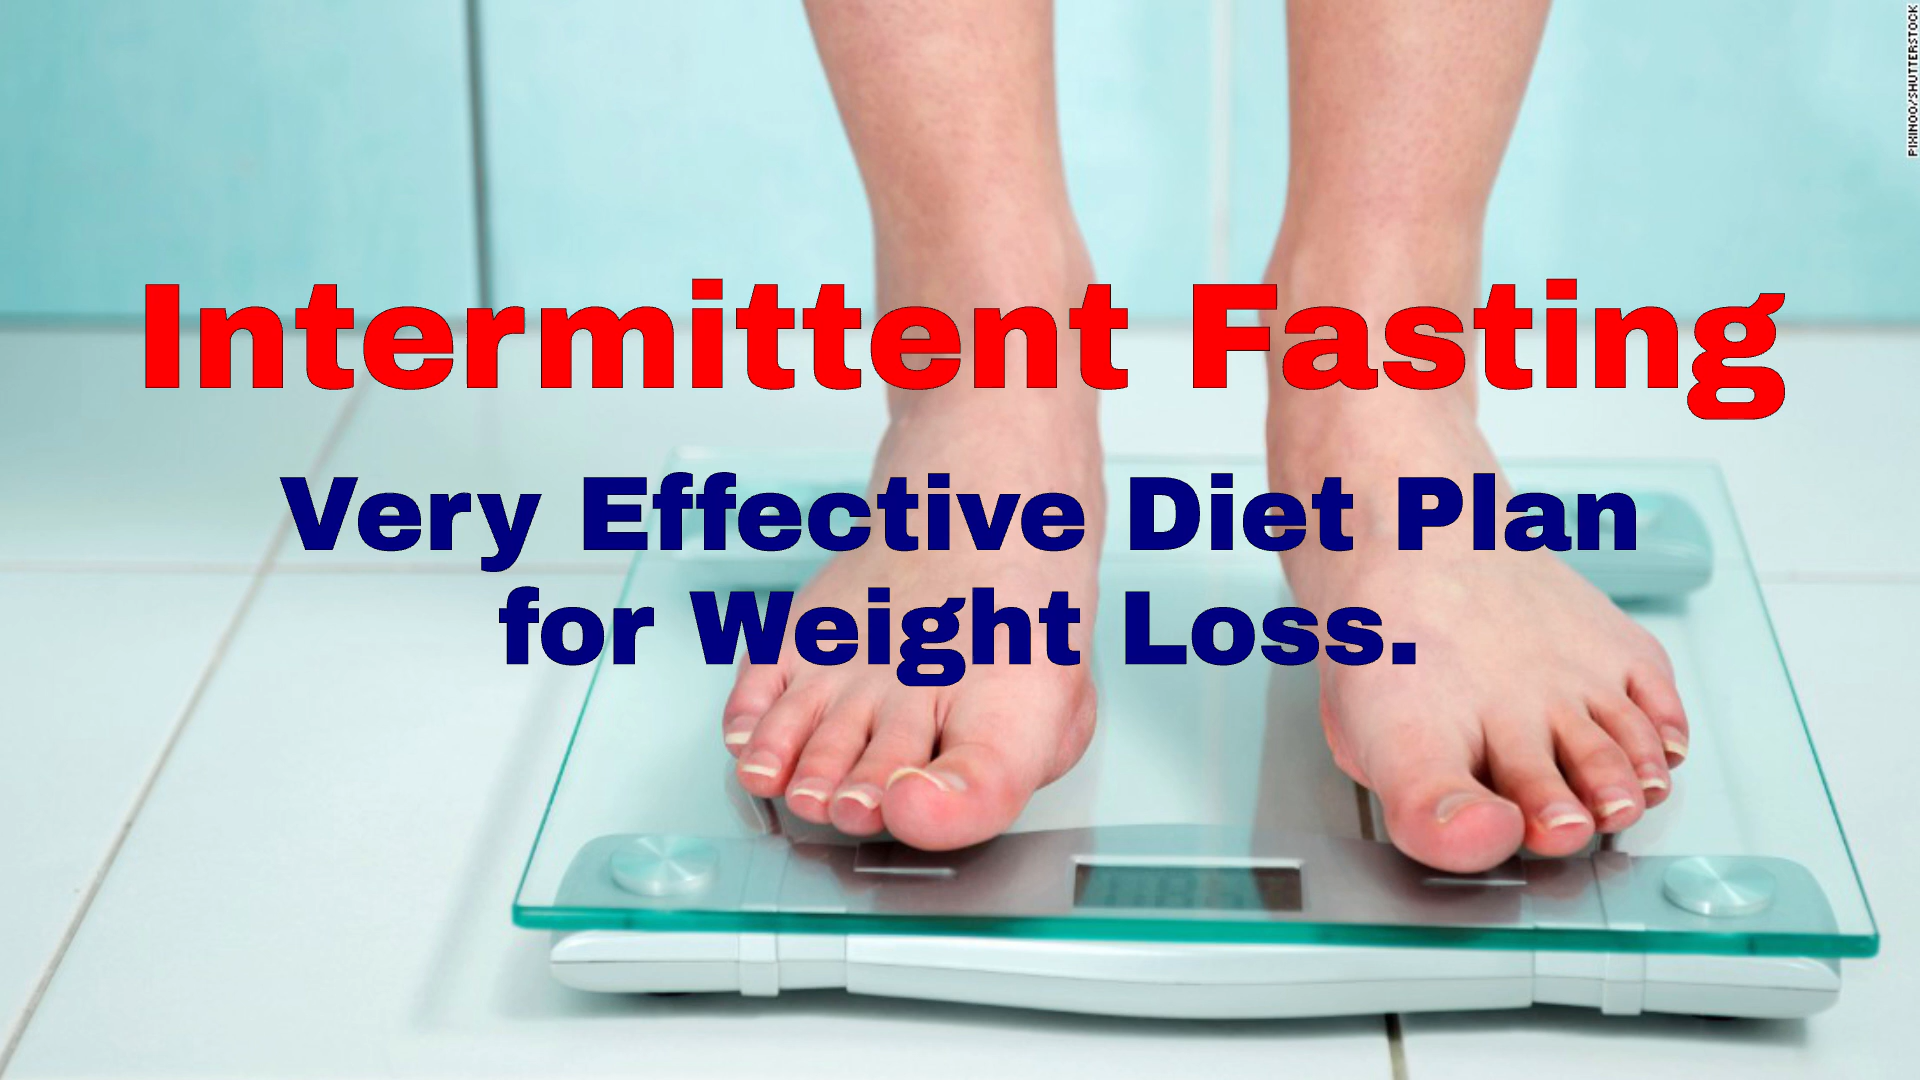 PIXINOO/SHUTTERSTOCK
Intermittent Fasting
Very Effective Diet Plan
for Weight Loss.